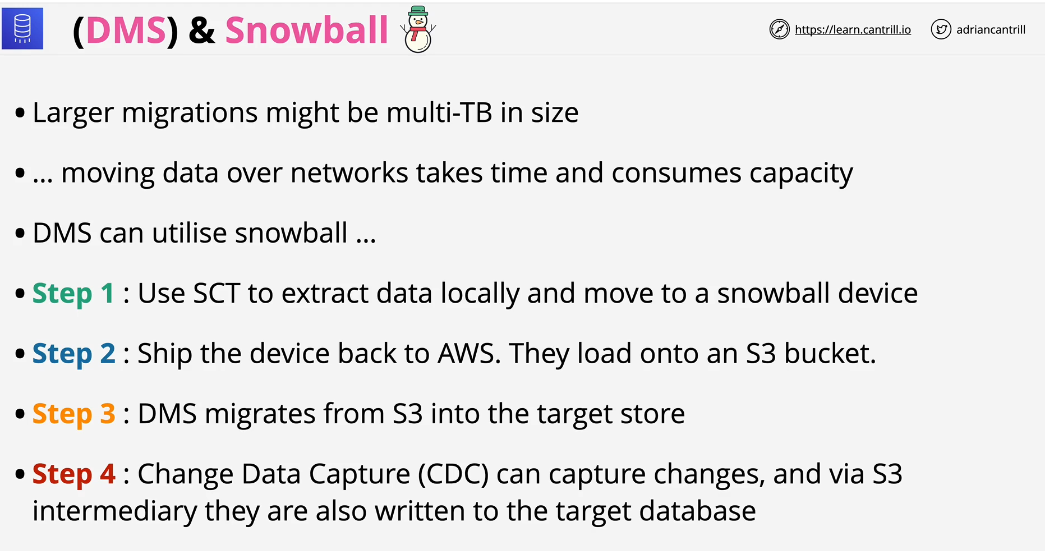 (DMS) & Snowball
https://learn.cantrill.io
adriancantrill
• Larger migrations might be multi-TB in size
• ... moving data over networks takes time and consumes capacity
• DMS can utilise snowball ...
• Step 1 : Use SCT to extract data locally and move to a snowball device
• Step 2 : Ship the device back to AWS. They load onto an S3 bucket.
• Step 3 : DMS migrates from S3 into the target store
• Step 4 : Change Data Capture (CDC) can capture changes, and via S3
intermediary they are also written to the target database